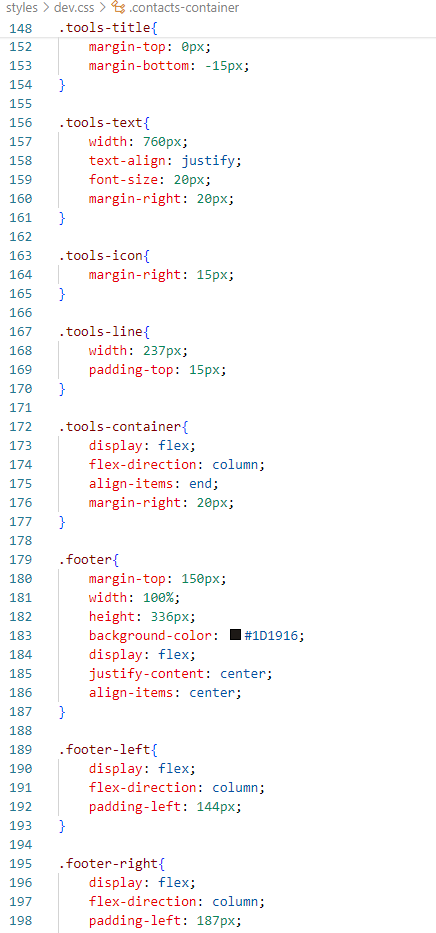 styles > dev.css > .contacts-container
148 .tools-title{
152 margin-top: 0px;
153 margin-bottom: -15px;
154 }
155
156 .tools-text{
157 width: 760px;
158 text-align: justify;
159 font-size: 20px;
160 margin-right: 20px;
161 }
162
163 .tools-icon{
164 margin-right: 15px;
165 }
166
167 .tools-line{
168 width: 237px;
169 padding-top: 15px;
170 }
171
172 .tools-container{
173 display: flex;
174 flex-direction: column;
175 align-items: end;
176 margin-right: 20px;
177 }
178
179 .footer{
180 margin-top: 150px;
181 width: 100%;
182 height: 336px;
183 background-color: #1D1916;
184 display: flex;
185 justify-content: center;
186 align-items: center;
187 }
188
189 .footer-left{
190 display: flex;
191 flex-direction: column;
192 padding-left: 144px;
193 }
194
195 .footer-right{
196 display: flex;
197 flex-direction: column;
198 padding-left: 187px;